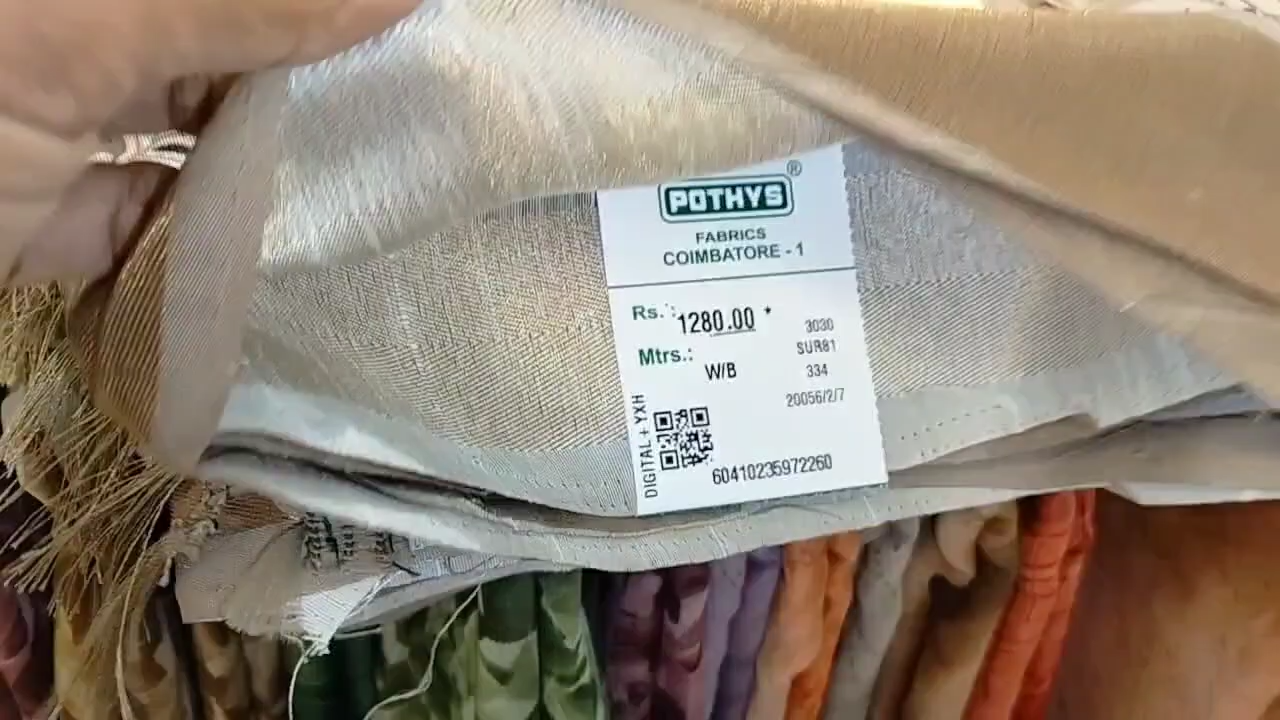 POTHYS ®
FABRICS
COIMBATORE - 1
Rs. : 1280.00 *
3030
Mtrs.:
SUR81
W/B
334
20056/2/7
DIGITAL + YXH
60410235972260